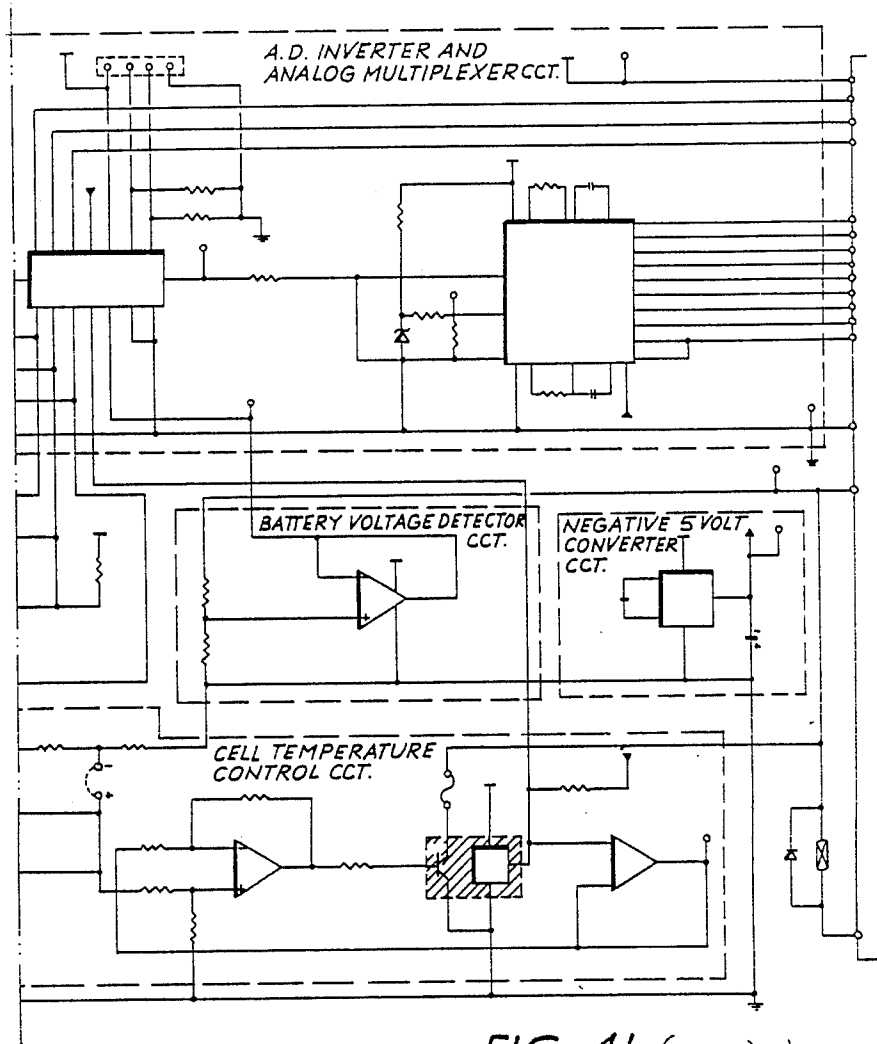 A.D. INVERTER AND
ANALOG MULTIPLEXER CCT.
BATTERY VOLTAGE DETECTOR
CCT.
NEGATIVE 5 VOLT
CONVERTER
CCT.
CELL TEMPERATURE
CONTROL CCT.